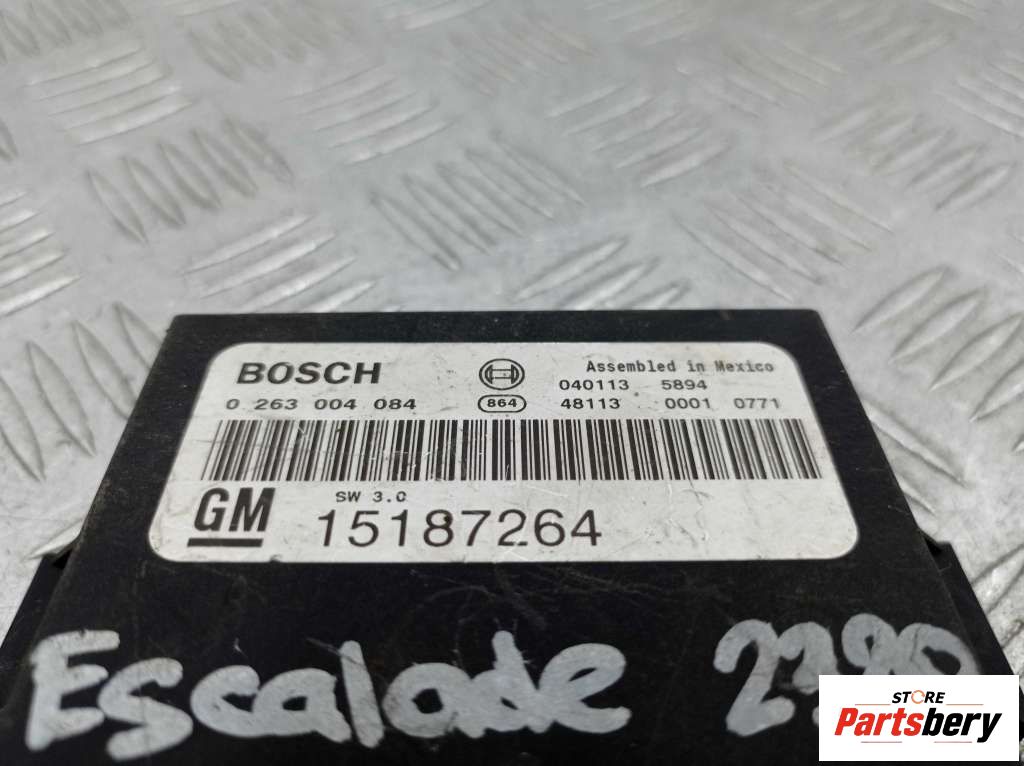 BOSCH
Assembled in Mexico
040113 5894
0 263 004 084
864
48113 0001 0771
GM
SW 3.0
15187264
Escalade
STORE
Partsbery